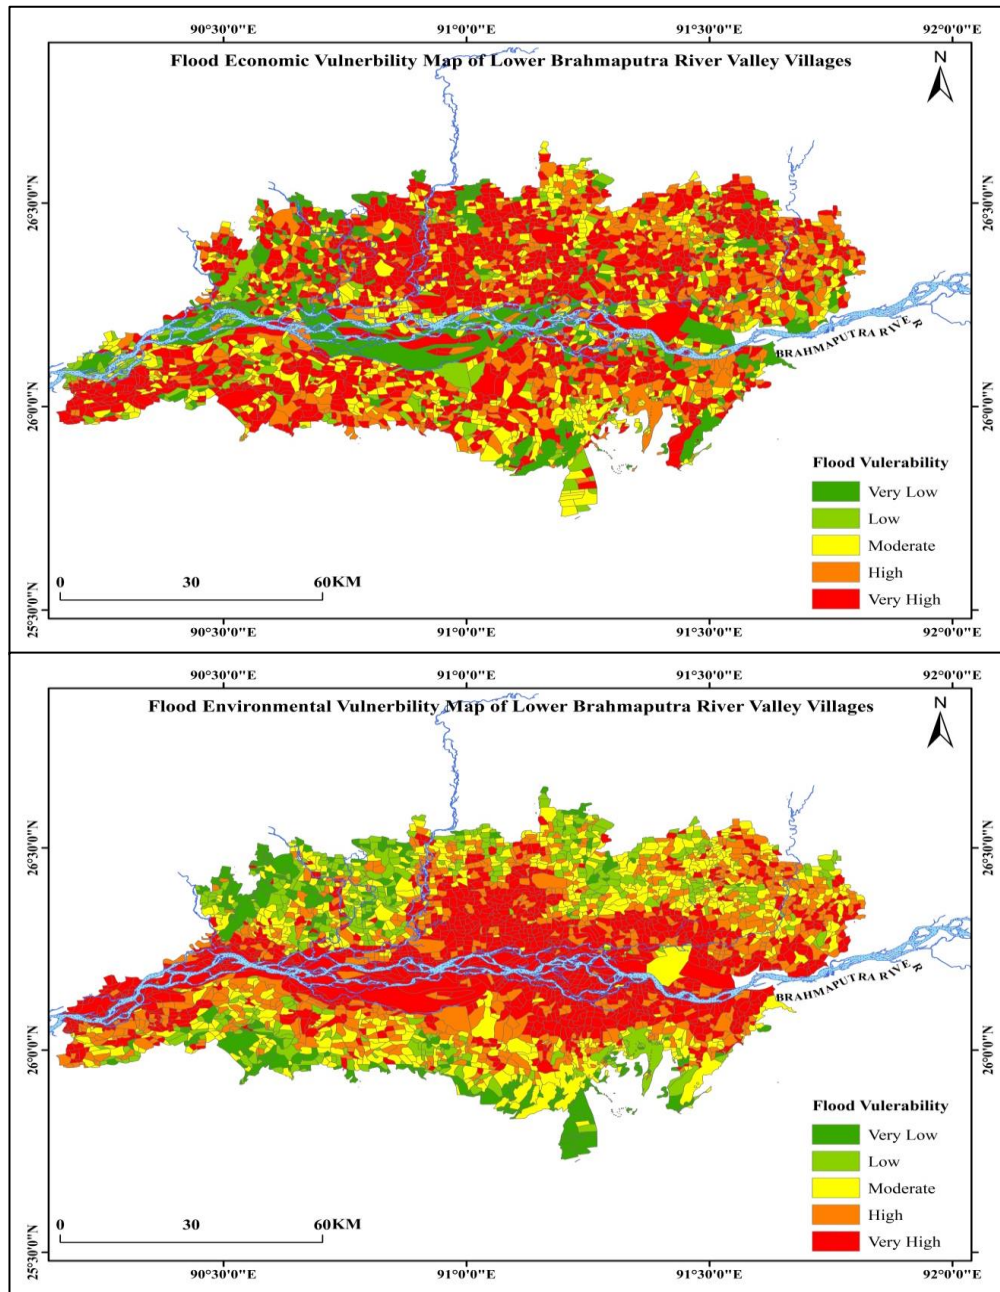 90°30'0"E 91°0'0"E 91°30'0"E 92°0'0"E
Flood Economic Vulnerbility Map of Lower Brahmaputra River Valley Villages
N
26°30'0"N 26°30'0"N
BRAHMAPUTRA RIVER
26°0'0"N 26°0'0"N
Flood Vulerability
Very Low
Low
Moderate
High
Very High
0 30 60KM
25°30'0"N 25°30'0"N
90°30'0"E 91°0'0"E 91°30'0"E 92°0'0"E
90°30'0"E 91°0'0"E 91°30'0"E 92°0'0"E
Flood Environmental Vulnerbility Map of Lower Brahmaputra River Valley Villages
N
26°30'0"N 26°30'0"N
BRAHMAPUTRA RIVER
26°0'0"N 26°0'0"N
Flood Vulerability
Very Low
Low
Moderate
High
Very High
0 30 60KM
25°30'0"N 25°30'0"N
90°30'0"E 91°0'0"E 91°30'0"E 92°0'0"E